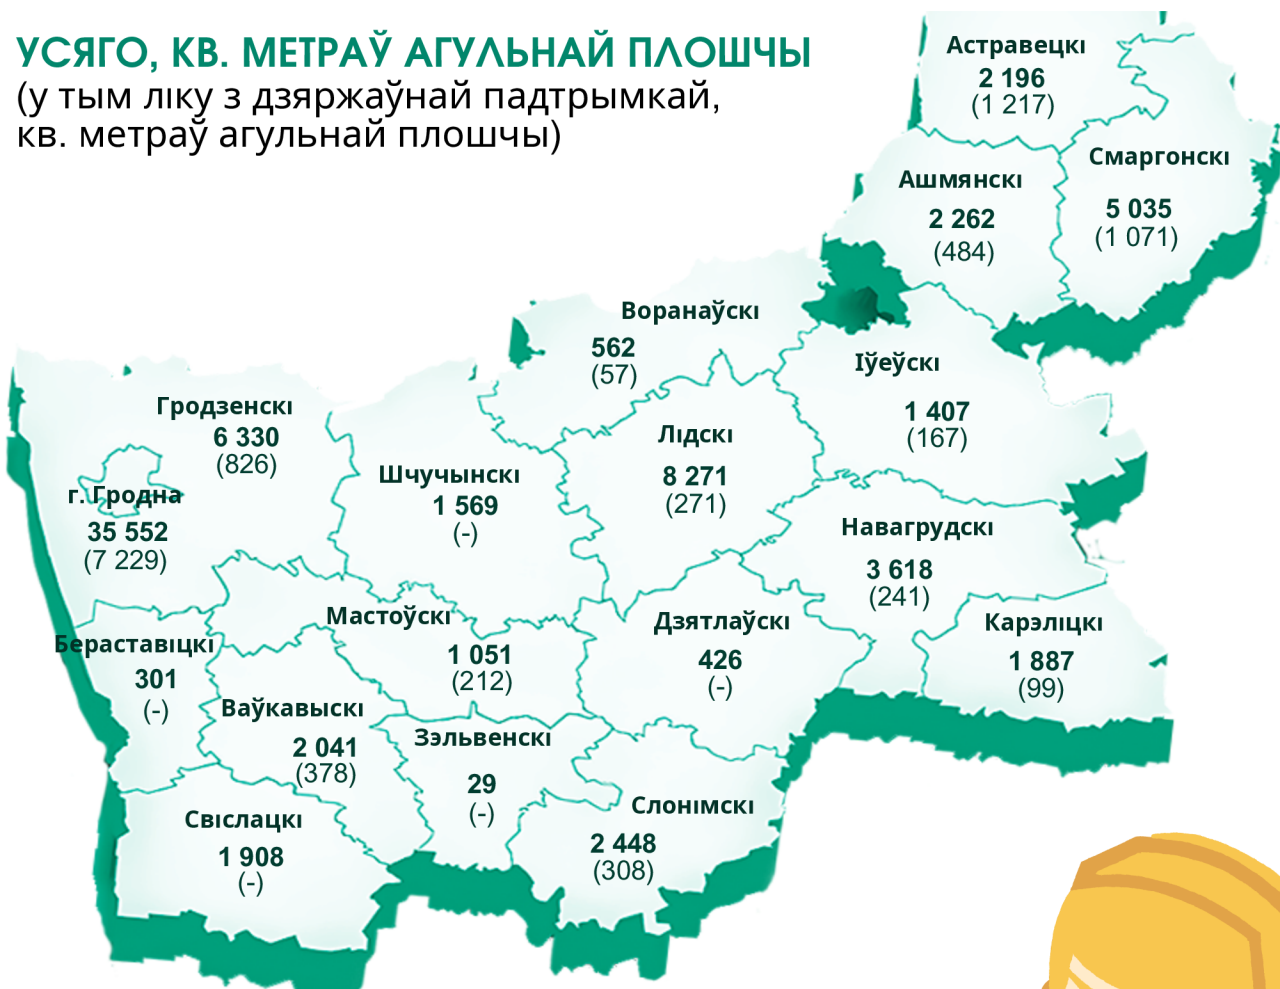 УСЯГО, КВ. МЕТРАЎ АГУЛЬНАЙ ПЛОШЧЫ
(у тым ліку з дзяржаўнай падтрымкай,
кв. метраў агульнай плошчы)
Астравецкі
2 196
(1 217)
Смаргонскі
5 035
(1 071)
Ашмянскі
2 262
(484)
Воранаўскі
562
(57)
Іўеўскі
1 407
(167)
Гродзенскі
6 330
(826)
Лідскі
8 271
(271)
Шчучынскі
1 569
(-)
г. Гродна
35 552
(7 229)
Навагрудскі
3 618
(241)
Мастоўскі
1 051
(212)
Дзятлаўскі
426
(-)
Карэліцкі
1 887
(99)
Бераставіцкі
301
(-)
Ваўкавыскі
2 041
(378)
Зэльвенскі
29
(-)
Слонімскі
2 448
(308)
Свіслацкі
1 908
(-)